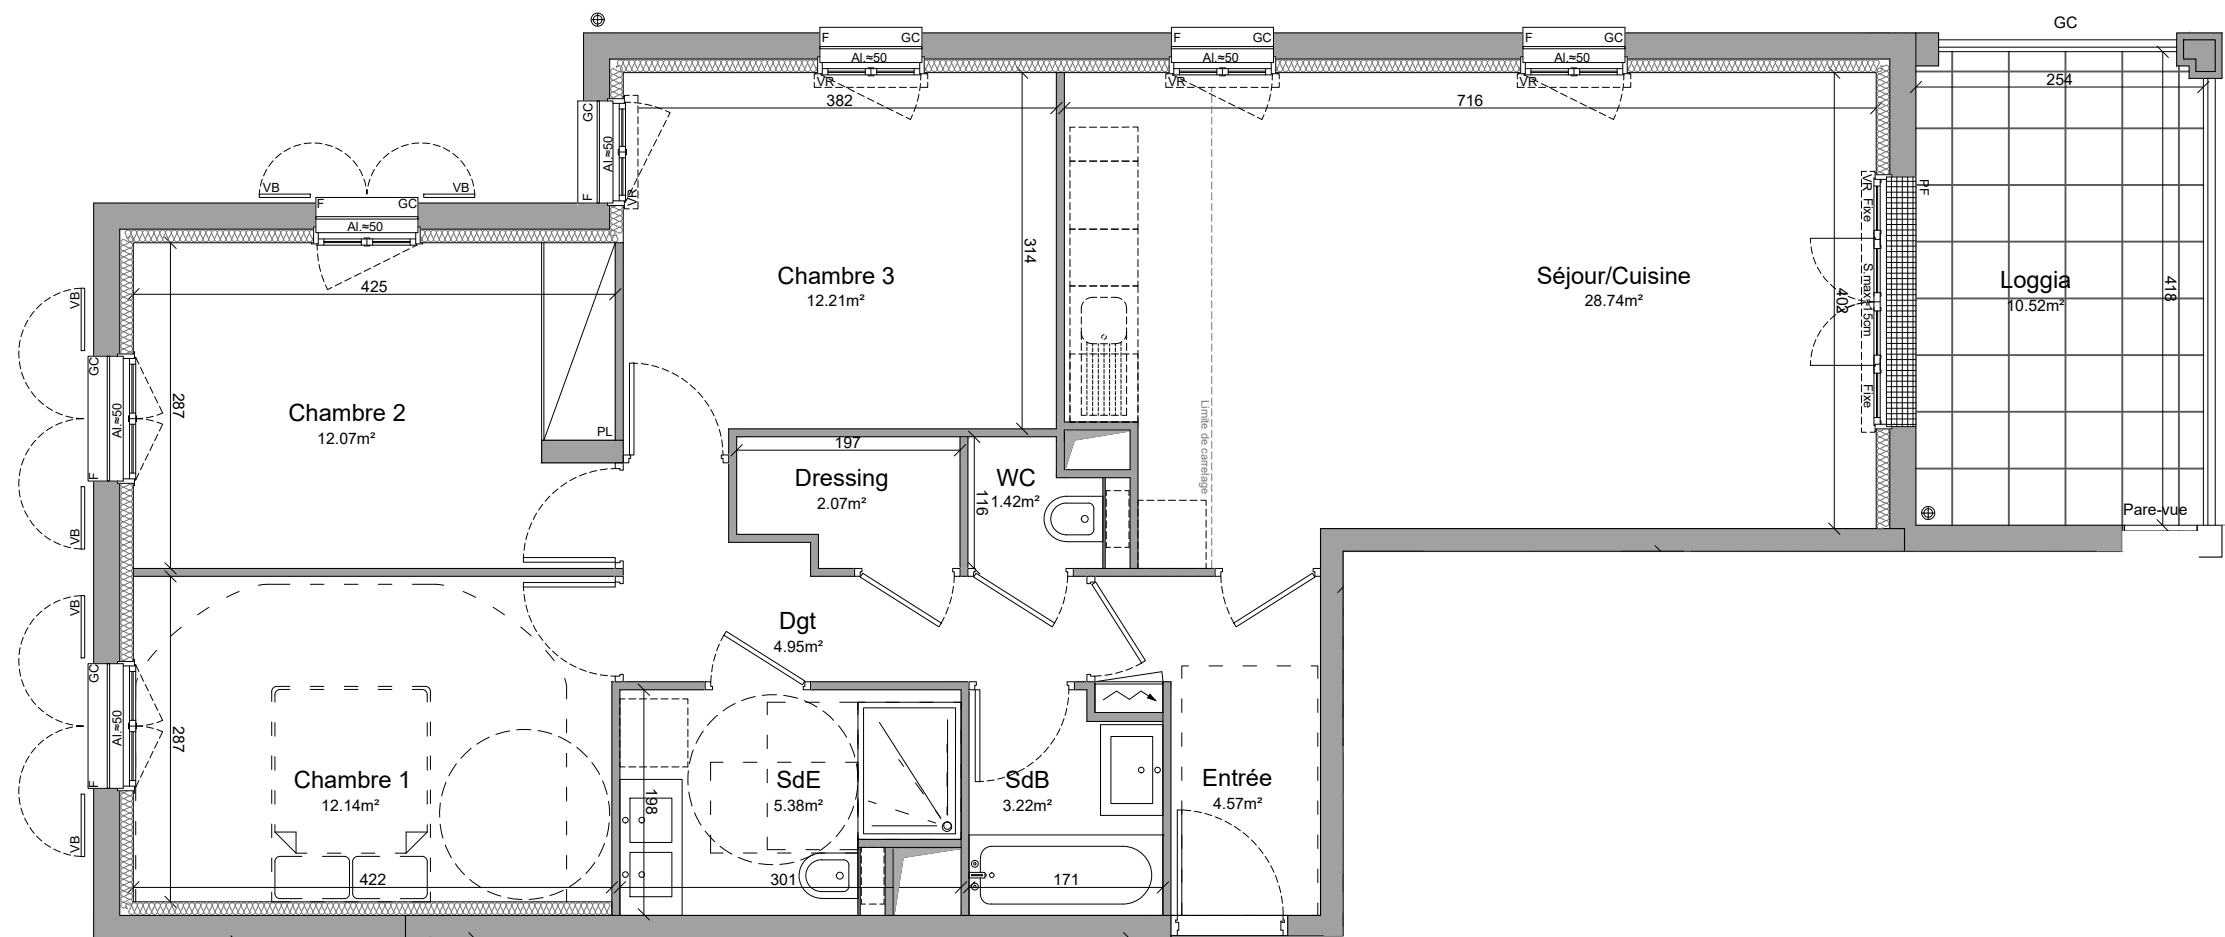 GC
F GC
Al.≈50
VR
F GC
Al.≈50
VR
F GC
Al.≈50
VR
382
716
254
GC
Al.≈50
F
VR
VB VB
F GC
Al.≈50
425
Chambre 3
12.21m²
314
Séjour/Cuisine
28.74m²
402
VR Fixe
S.max=15cm
Fixe
PF
Loggia
10.52m²
418
VB
GC
Al.≈50
F
VB
287
Chambre 2
12.07m²
PL
197
Dressing
2.07m²
WC
1.42m²
116
Limite de carrelage
Pare-vue
VB
GC
Al.≈50
F
VB
287
Dgt
4.95m²
Chambre 1
12.14m²
198
SdE
5.38m²
SdB
3.22m²
Entrée
4.57m²
422
301
171